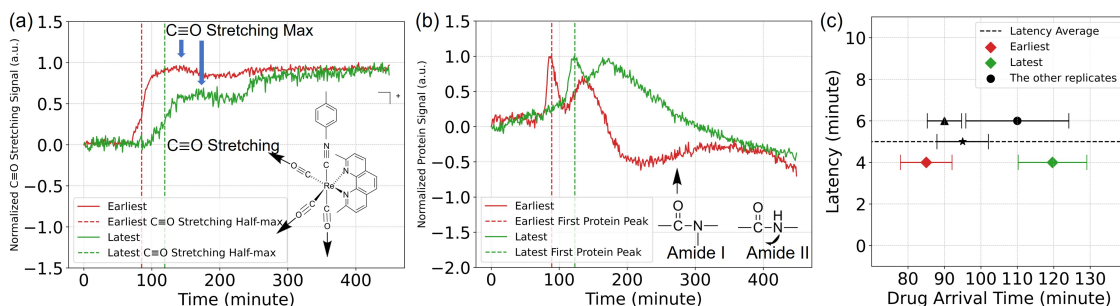 (a)
C≡O Stretching Max
Normalized C≡O Stretching Signal (a.u.)
1.5
1.0
0.5
0.0
−0.5
−1.0
−1.5
0
100
200
300
400
Time (minute)
C≡O Stretching
Earliest
Earliest C≡O Stretching Half-max
Latest
Latest C≡O Stretching Half-max
+
N
C
N
N
Re
C
O
C
O
C
O
(b)
Normalized Protein Signal (a.u.)
1.5
1.0
0.5
0.0
−0.5
−1.0
−1.5
−2.0
0
100
200
300
400
Time (minute)
Earliest
Earliest First Protein Peak
Latest
Latest First Protein Peak
O
C
N
Amide I
O
H
C
N
Amide II
(c)
Latency (minute)
10
8
6
4
2
0
80
90
100
110
120
130
Drug Arrival Time (minute)
Latency Average
Earliest
Latest
The other replicates